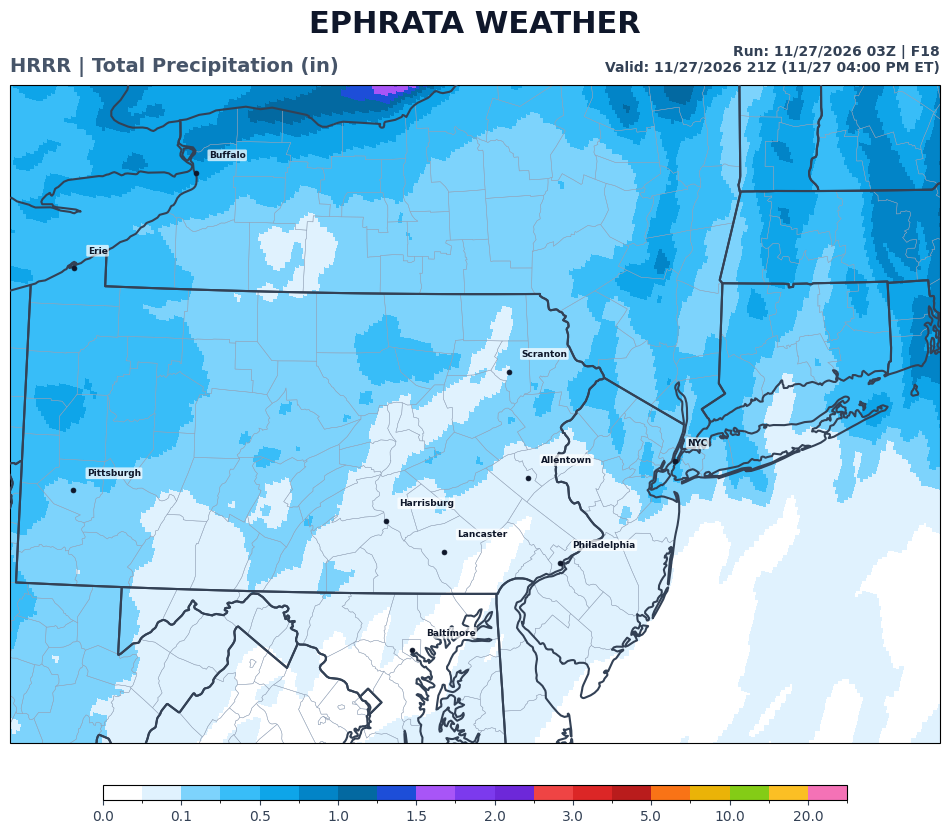 EPHRATA WEATHER
HRRR | Total Precipitation (in)
Run: 11/27/2026 03Z | F18
Valid: 11/27/2026 21Z (11/27 04:00 PM ET)
Buffalo
Erie
Scranton
NYC
Allentown
Pittsburgh
Harrisburg
Lancaster
Philadelphia
Baltimore
0.0 0.1 0.5 1.0 1.5 2.0 3.0 5.0 10.0 20.0